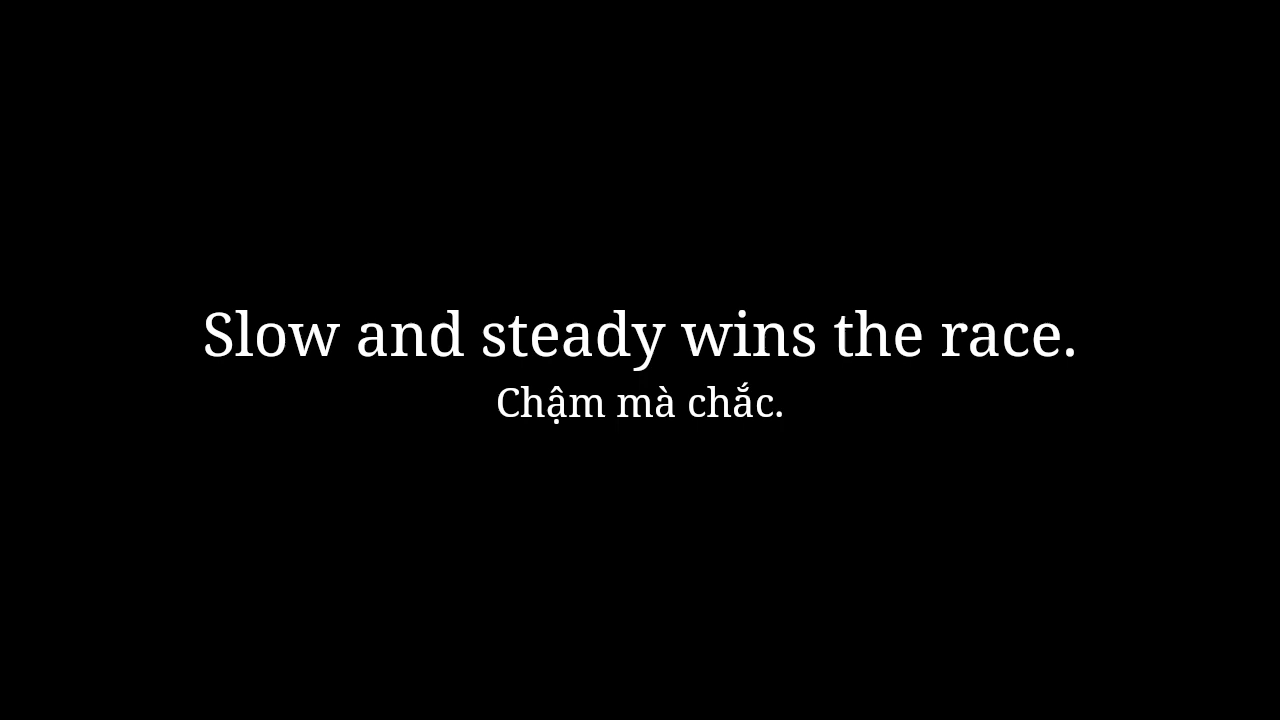 Slow and steady wins the race.
Chậm mà chắc.